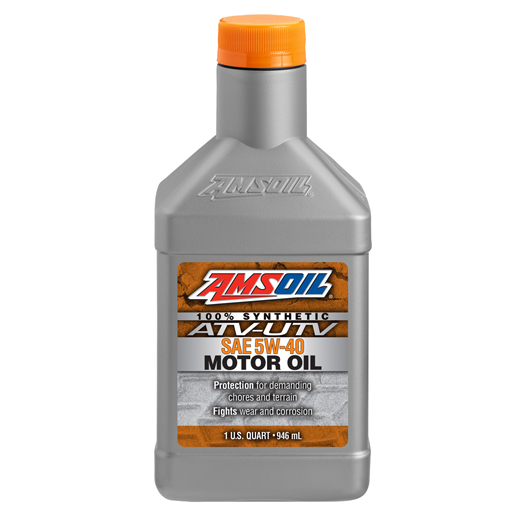 AMSOIL
AMSOIL®
100% SYNTHETIC
ATV-UTV
SAE 5W-40
MOTOR OIL
Protection for demanding
chores and terrain
Fights wear and corrosion
1 U.S. QUART • 946 mL